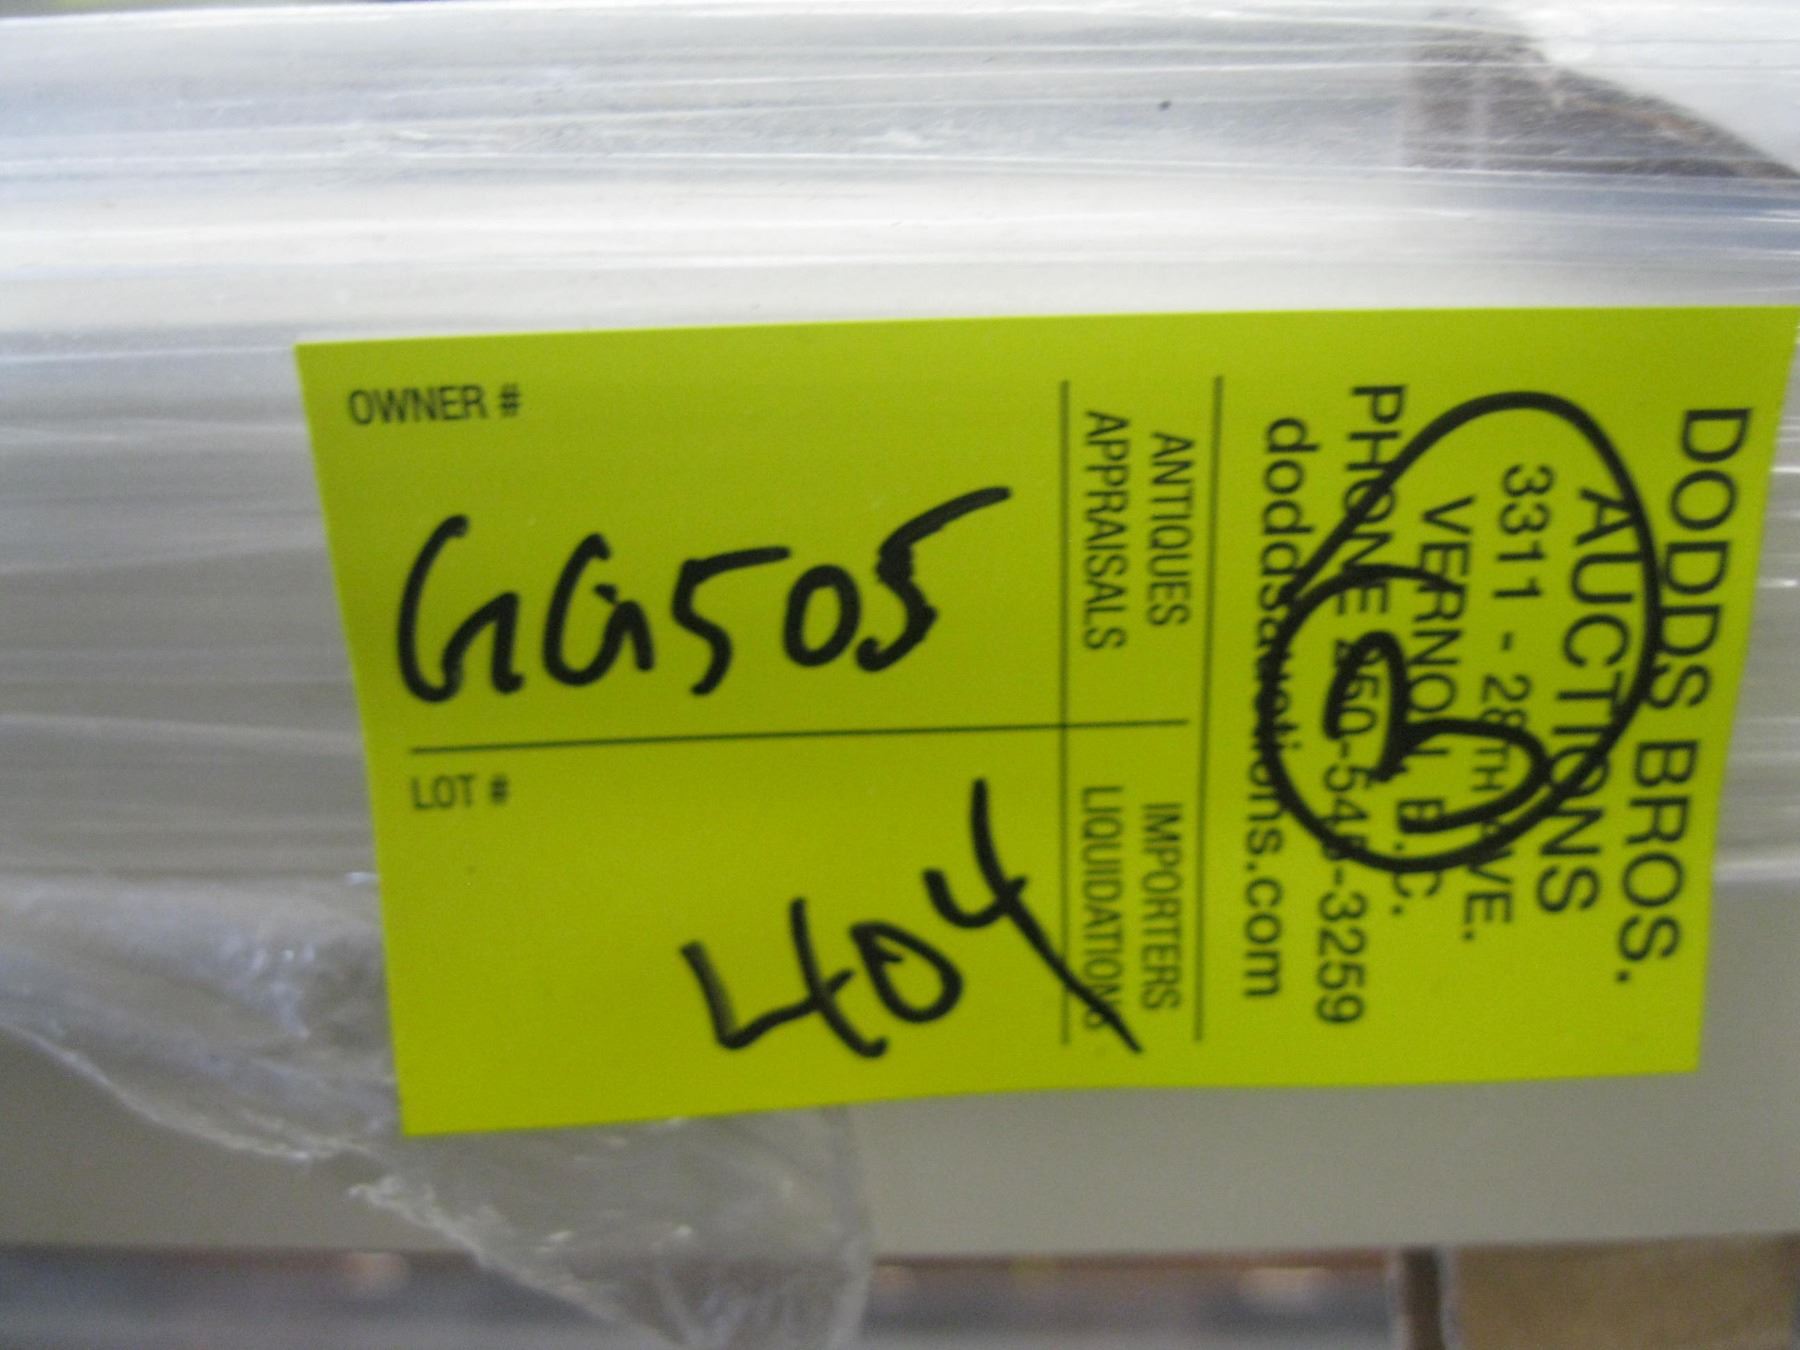 DODDS BROS.
AUCTIONS
3311 - 28TH AVE.
VERNON, B.C.
PHONE 250-545-3259
doddsauctions.com
ANTIQUES
APPRAISALS
IMPORTERS
LIQUIDATIONS
OWNER #
GG505
LOT #
404